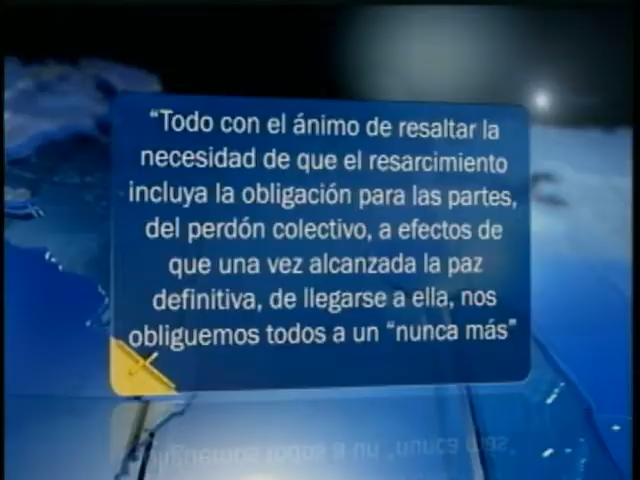 “Todo con el ánimo de resaltar la
necesidad de que el resarcimiento
incluya la obligación para las partes,
del perdón colectivo, a efectos de
que una vez alcanzada la paz
definitiva, de llegarse a ella, nos
obliguemos todos a un “nunca más”